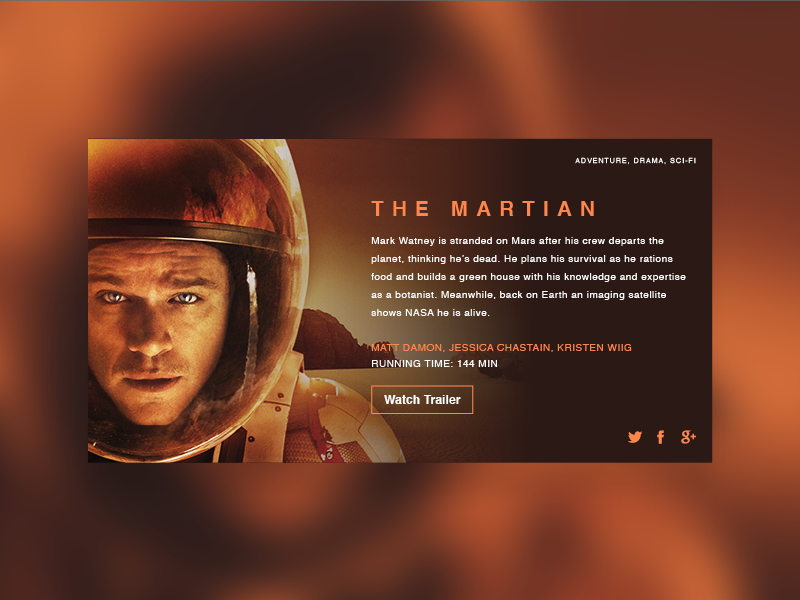 ADVENTURE, DRAMA, SCI-FI
THE MARTIAN
Mark Watney is stranded on Mars after his crew departs the
planet, thinking he's dead. He plans his survival as he rations
food and builds a green house with his knowledge and expertise
as a botanist. Meanwhile, back on Earth an imaging satellite
shows NASA he is alive.
MATT DAMON, JESSICA CHASTAIN, KRISTEN WIIG
RUNNING TIME: 144 MIN
Watch Trailer